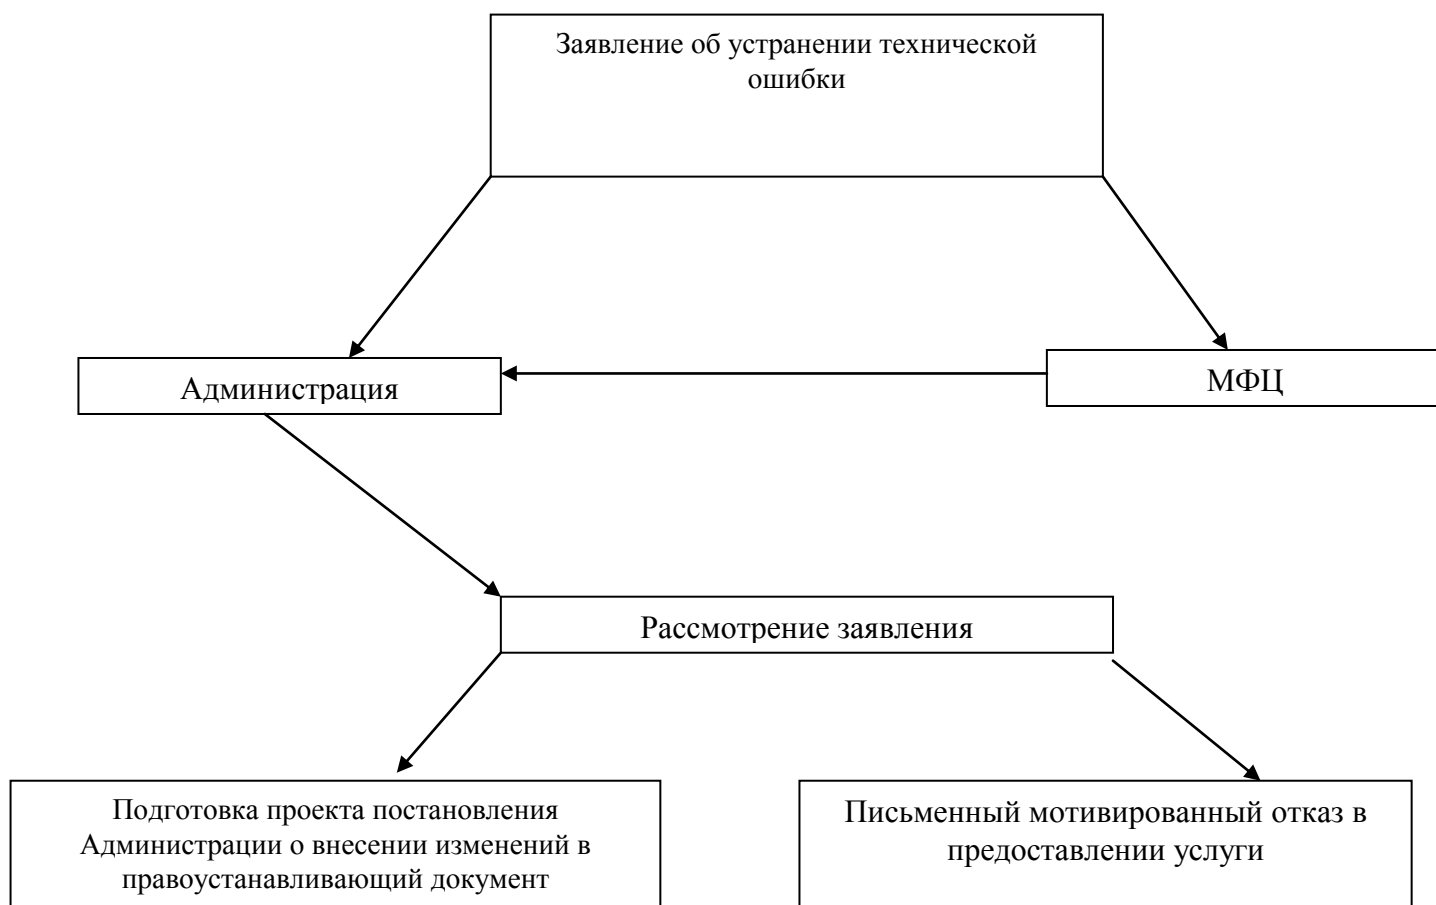 Заявление об устранении технической
ошибки
Администрация
МФЦ
Рассмотрение заявления
Подготовка проекта постановления
Администрации о внесении изменений в
правоустанавливающий документ
Письменный мотивированный отказ в
предоставлении услуги